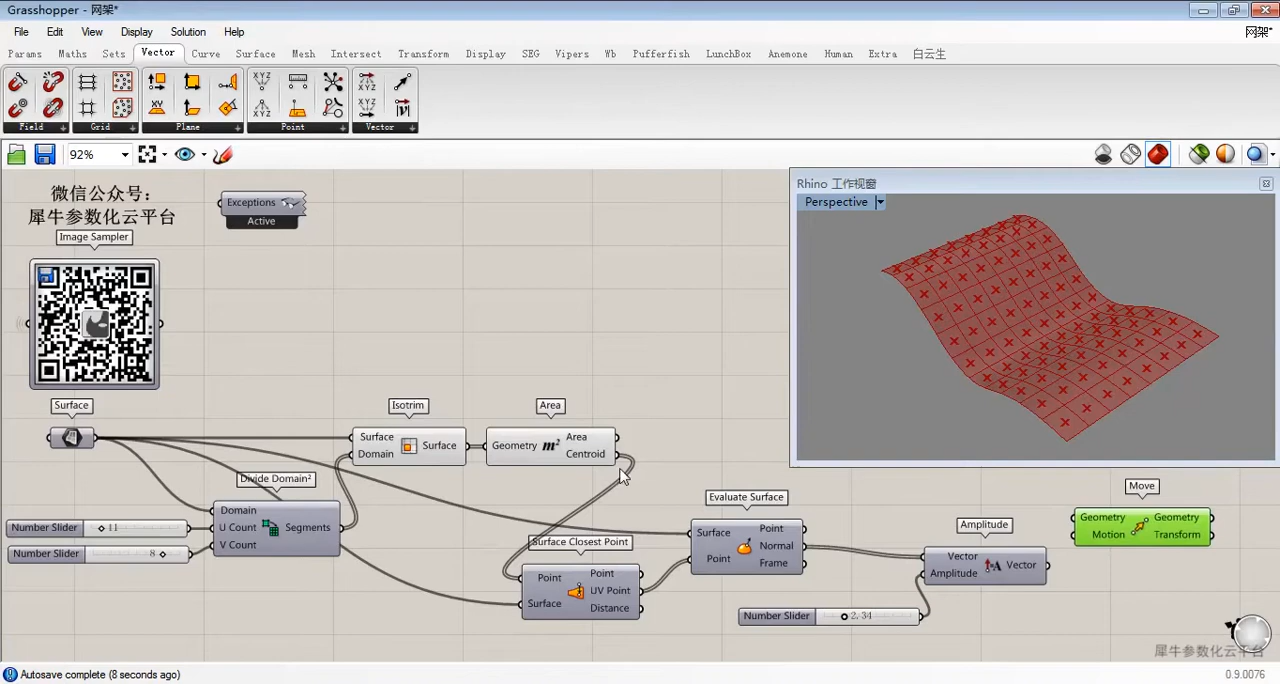 Grasshopper - 网架*
File Edit View Display Solution Help
网架*
Params Maths Sets Vector Curve Surface Mesh Intersect Transform Display SEG Vipers Wb Pufferfish LunchBox Anemone Human Extra 白云生
Field Grid Plane Point Vector
92%
微信公众号:
犀牛参数化云平台
Image Sampler
Exceptions
Active
Rhino 工作视窗
Perspective
Surface
Isotrim
Area
Surface
Domain
Surface
Geometry
m²
Area
Centroid
Divide Domain²
Domain
U Count
V Count
Segments
Number Slider 11
Number Slider 8
Surface Closest Point
Point
Surface
Point
UV Point
Distance
Evaluate Surface
Surface
Point
Point
Normal
Frame
Number Slider 2.34
Amplitude
Vector
Amplitude
Vector
Move
Geometry
Motion
Geometry
Transform
犀牛参数化云平台
Autosave complete (8 seconds ago)
0.9.0076